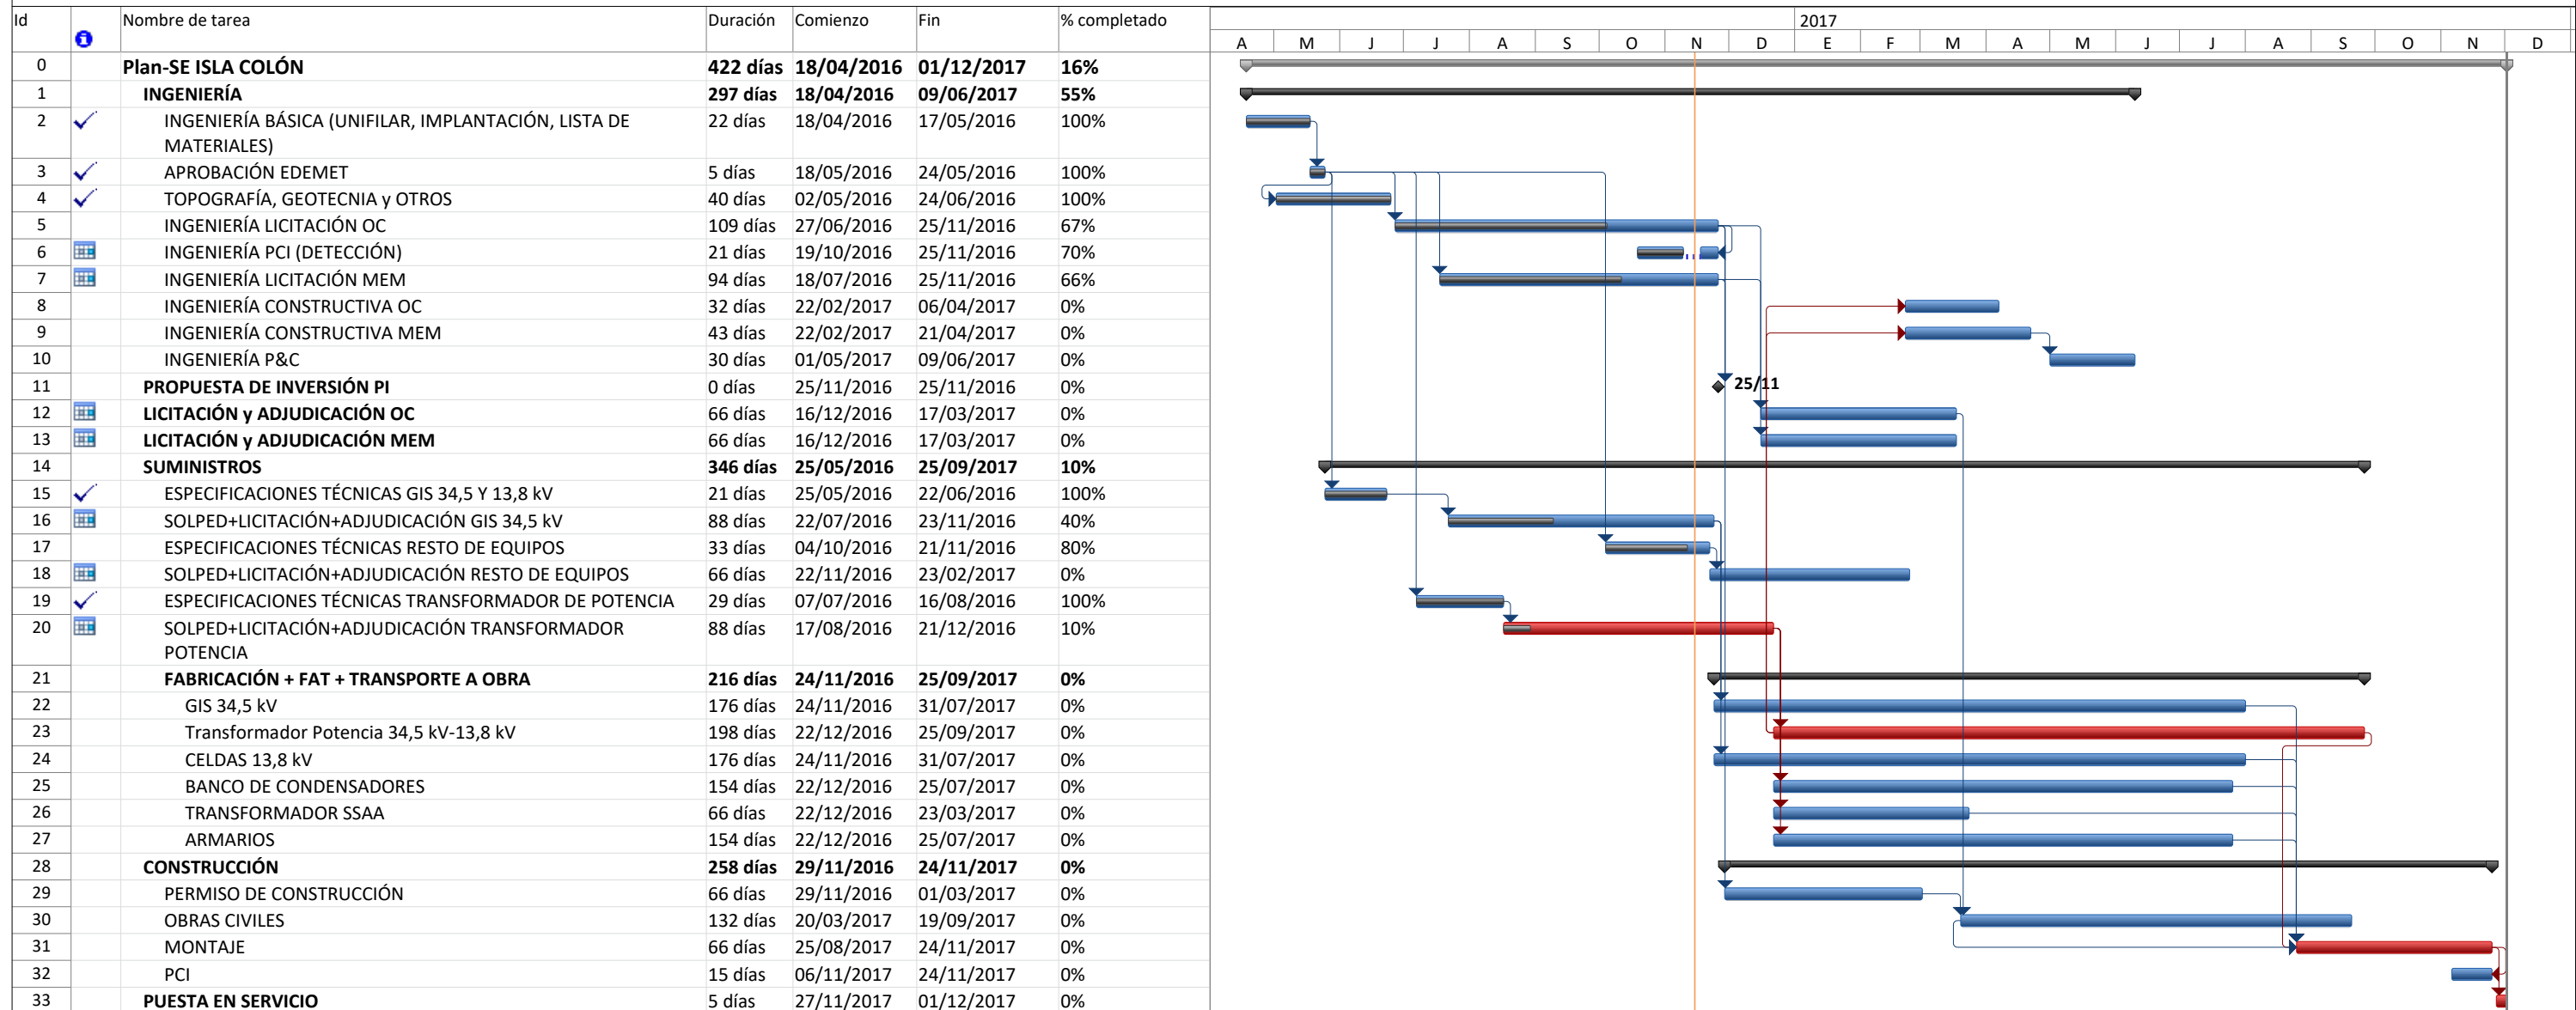 Id Nombre de tarea Duración Comienzo Fin % completado 2017
A M J J A S O N D E F M A M J J A S O N D
0 Plan-SE ISLA COLÓN 422 días 18/04/2016 01/12/2017 16%
1 INGENIERÍA 297 días 18/04/2016 09/06/2017 55%
2 INGENIERÍA BÁSICA (UNIFILAR, IMPLANTACIÓN, LISTA DE 22 días 18/04/2016 17/05/2016 100%
MATERIALES)
3 APROBACIÓN EDEMET 5 días 18/05/2016 24/05/2016 100%
4 TOPOGRAFÍA, GEOTECNIA y OTROS 40 días 02/05/2016 24/06/2016 100%
5 INGENIERÍA LICITACIÓN OC 109 días 27/06/2016 25/11/2016 67%
6 INGENIERÍA PCI (DETECCIÓN) 21 días 19/10/2016 25/11/2016 70%
7 INGENIERÍA LICITACIÓN MEM 94 días 18/07/2016 25/11/2016 66%
8 INGENIERÍA CONSTRUCTIVA OC 32 días 22/02/2017 06/04/2017 0%
9 INGENIERÍA CONSTRUCTIVA MEM 43 días 22/02/2017 21/04/2017 0%
10 INGENIERÍA P&C 30 días 01/05/2017 09/06/2017 0%
11 PROPUESTA DE INVERSIÓN PI 0 días 25/11/2016 25/11/2016 0% 25/11
12 LICITACIÓN y ADJUDICACIÓN OC 66 días 16/12/2016 17/03/2017 0%
13 LICITACIÓN y ADJUDICACIÓN MEM 66 días 16/12/2016 17/03/2017 0%
14 SUMINISTROS 346 días 25/05/2016 25/09/2017 10%
15 ESPECIFICACIONES TÉCNICAS GIS 34,5 Y 13,8 kV 21 días 25/05/2016 22/06/2016 100%
16 SOLPED+LICITACIÓN+ADJUDICACIÓN GIS 34,5 kV 88 días 22/07/2016 23/11/2016 40%
17 ESPECIFICACIONES TÉCNICAS RESTO DE EQUIPOS 33 días 04/10/2016 21/11/2016 80%
18 SOLPED+LICITACIÓN+ADJUDICACIÓN RESTO DE EQUIPOS 66 días 22/11/2016 23/02/2017 0%
19 ESPECIFICACIONES TÉCNICAS TRANSFORMADOR DE POTENCIA 29 días 07/07/2016 16/08/2016 100%
20 SOLPED+LICITACIÓN+ADJUDICACIÓN TRANSFORMADOR 88 días 17/08/2016 21/12/2016 10%
POTENCIA
21 FABRICACIÓN + FAT + TRANSPORTE A OBRA 216 días 24/11/2016 25/09/2017 0%
22 GIS 34,5 kV 176 días 24/11/2016 31/07/2017 0%
23 Transformador Potencia 34,5 kV-13,8 kV 198 días 22/12/2016 25/09/2017 0%
24 CELDAS 13,8 kV 176 días 24/11/2016 31/07/2017 0%
25 BANCO DE CONDENSADORES 154 días 22/12/2016 25/07/2017 0%
26 TRANSFORMADOR SSAA 66 días 22/12/2016 23/03/2017 0%
27 ARMARIOS 154 días 22/12/2016 25/07/2017 0%
28 CONSTRUCCIÓN 258 días 29/11/2016 24/11/2017 0%
29 PERMISO DE CONSTRUCCIÓN 66 días 29/11/2016 01/03/2017 0%
30 OBRAS CIVILES 132 días 20/03/2017 19/09/2017 0%
31 MONTAJE 66 días 25/08/2017 24/11/2017 0%
32 PCI 15 días 06/11/2017 24/11/2017 0%
33 PUESTA EN SERVICIO 5 días 27/11/2017 01/12/2017 0%